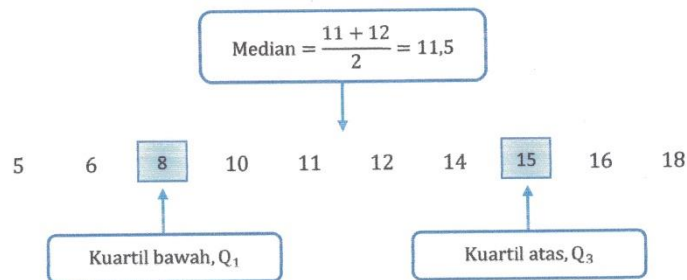 Median = \frac{11 + 12}{2} = 11,5
5 6 8 10 11 12 14 15 16 18
Kuartil bawah, Q₁ Kuartil atas, Q₃